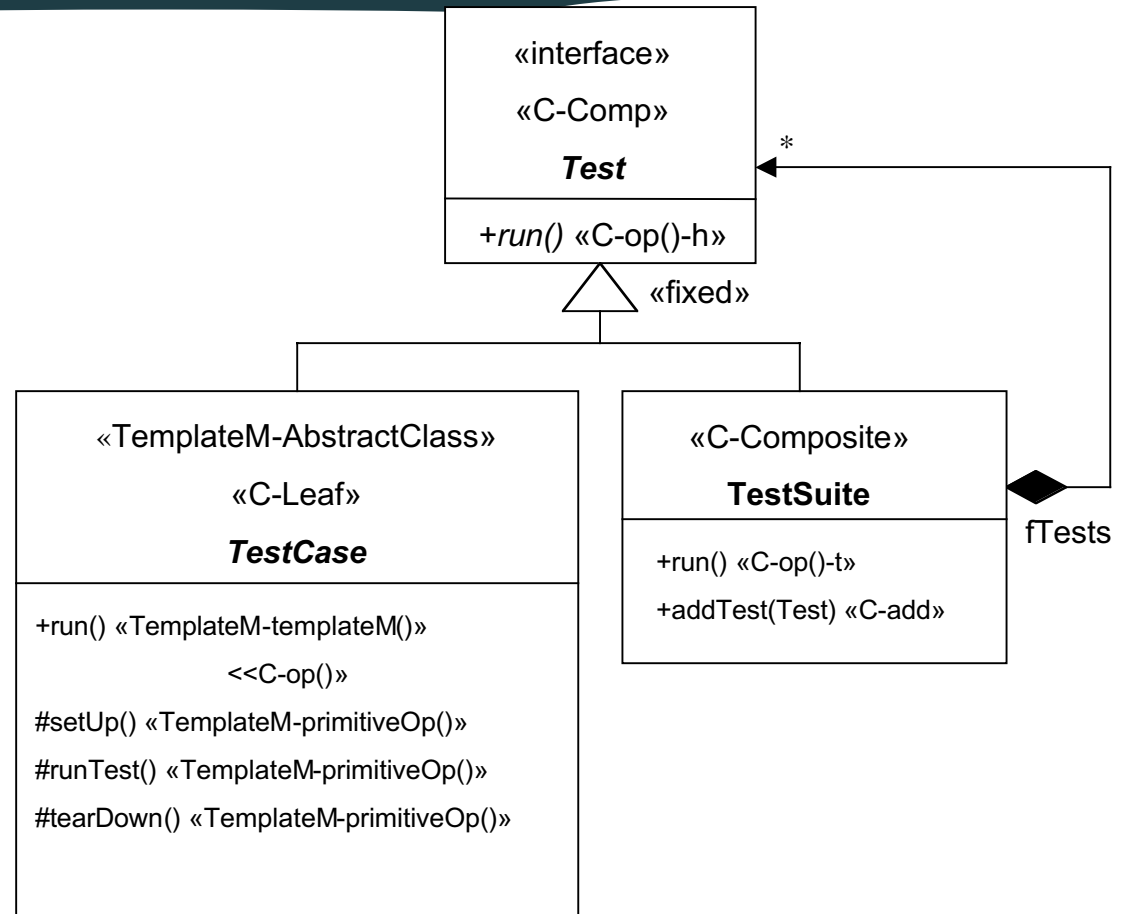 «interface»
«C-Comp»
Test
*
+run() «C-op()-h»
«fixed»
«TemplateM-AbstractClass»
«C-Leaf»
TestCase
+run() «TemplateM-templateM()»
<<C-op()»
#setUp() «TemplateM-primitiveOp()»
#runTest() «TemplateM-primitiveOp()»
#tearDown() «TemplateM-primitiveOp()»
«C-Composite»
TestSuite
+run() «C-op()-t»
+addTest(Test) «C-add»
fTests